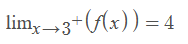 lim_{x→3}^{+}(f(x)) = 4